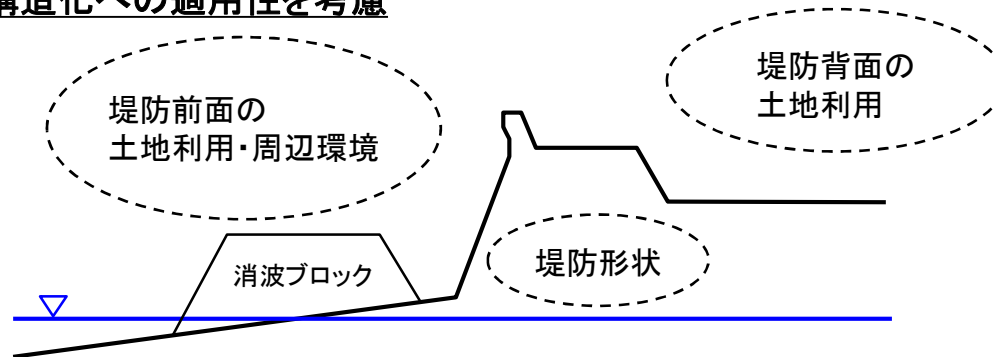 構造化への適用性を考慮
堤防背面の
土地利用
堤防前面の
土地利用・周辺環境
堤防形状
消波ブロック